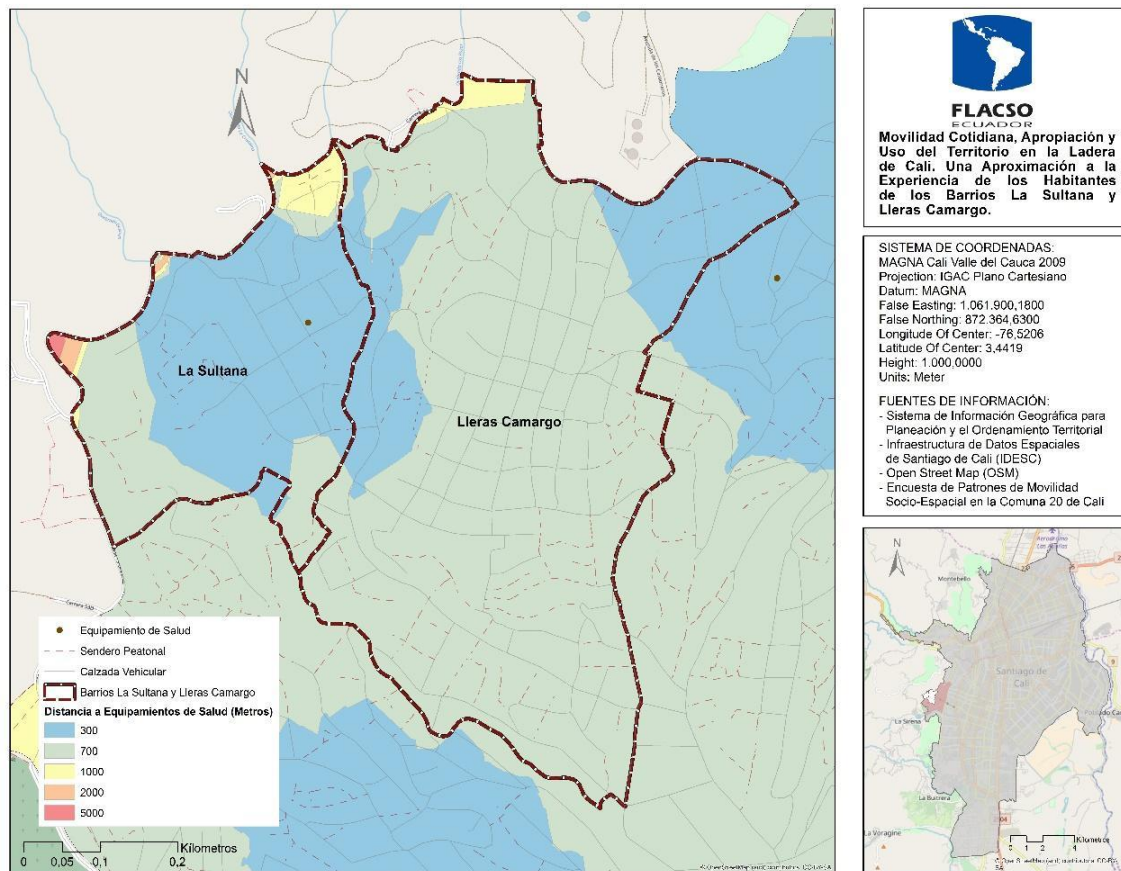 FLACSO
ECUADOR
Movilidad Cotidiana, Apropiación y
Uso del Territorio en la Ladera
de Cali. Una Aproximación a la
Experiencia de los Habitantes
de los Barrios La Sultana y
Lleras Camargo.
SISTEMA DE COORDENADAS:
MAGNA Cali Valle del Cauca 2009
Projection: IGAC Plano Cartesiano
Datum: MAGNA
False Easting: 1.061.900,1800
False Northing: 872.364,6300
Longitude Of Center: -76,5206
Latitude Of Center: 3,4419
Height: 1.000,0000
Units: Meter
FUENTES DE INFORMACIÓN:
- Sistema de Información Geográfica para
Planeación y el Ordenamiento Territorial
- Infraestructura de Datos Espaciales
de Santiago de Cali (IDESC)
- Open Street Map (OSM)
- Encuesta de Patrones de Movilidad
Socio-Espacial en la Comuna 20 de Cali
N
La Sultana
Lleras Camargo
Equipamiento de Salud
Sendero Peatonal
Calzada Vehicular
Barrios La Sultana y Lleras Camargo
Distancia a Equipamientos de Salud (Metros)
300
700
1000
2000
5000
Kilometros
0 0,05 0,1 0,2
N
Montebello
Santiago de
Cali
La Sirena
La Buitrera
La Voragine
Kilometros
0 1 2 4